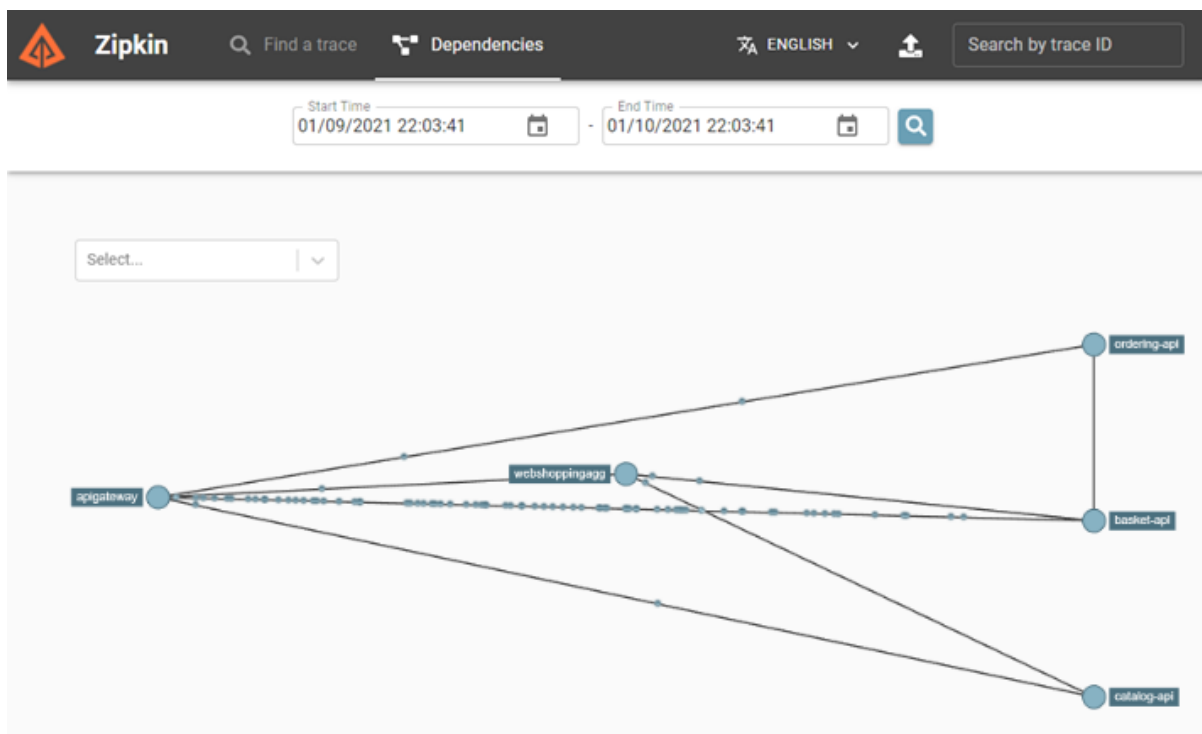 Zipkin Find a trace Dependencies ENGLISH Search by trace ID
Start Time End Time
01/09/2021 22:03:41 - 01/10/2021 22:03:41
Select...
ordering-api
webshoppingagg
apigateway
basket-api
catalog-api